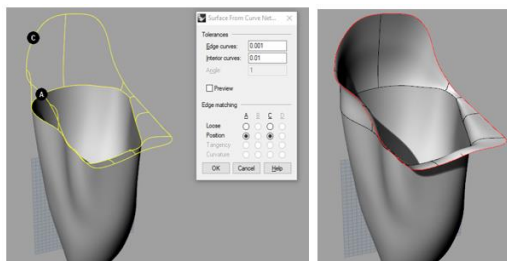 Surface From Curve Net...
Tolerances
Edge curves: 0.001
Interior curves: 0.01
Angle: 1
Preview
Edge matching
A B C D
Loose
Position
Tangency
Curvature
OK Cancel Help
C
A